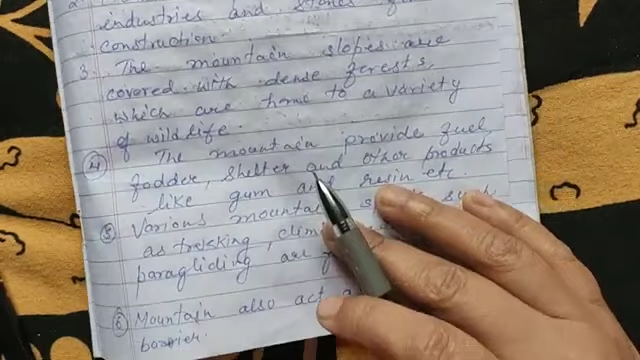 industries and stones
construction.
3. The mountain slopes are
covered with dense forests,
which are home to a variety
of wildlife.
④ The mountain provide fuel,
fodder, shelter and other products
like gum and resin etc.
⑤ Various mountain such
as treking, clim
paragliding are
⑥ Mountain also act
barrier.